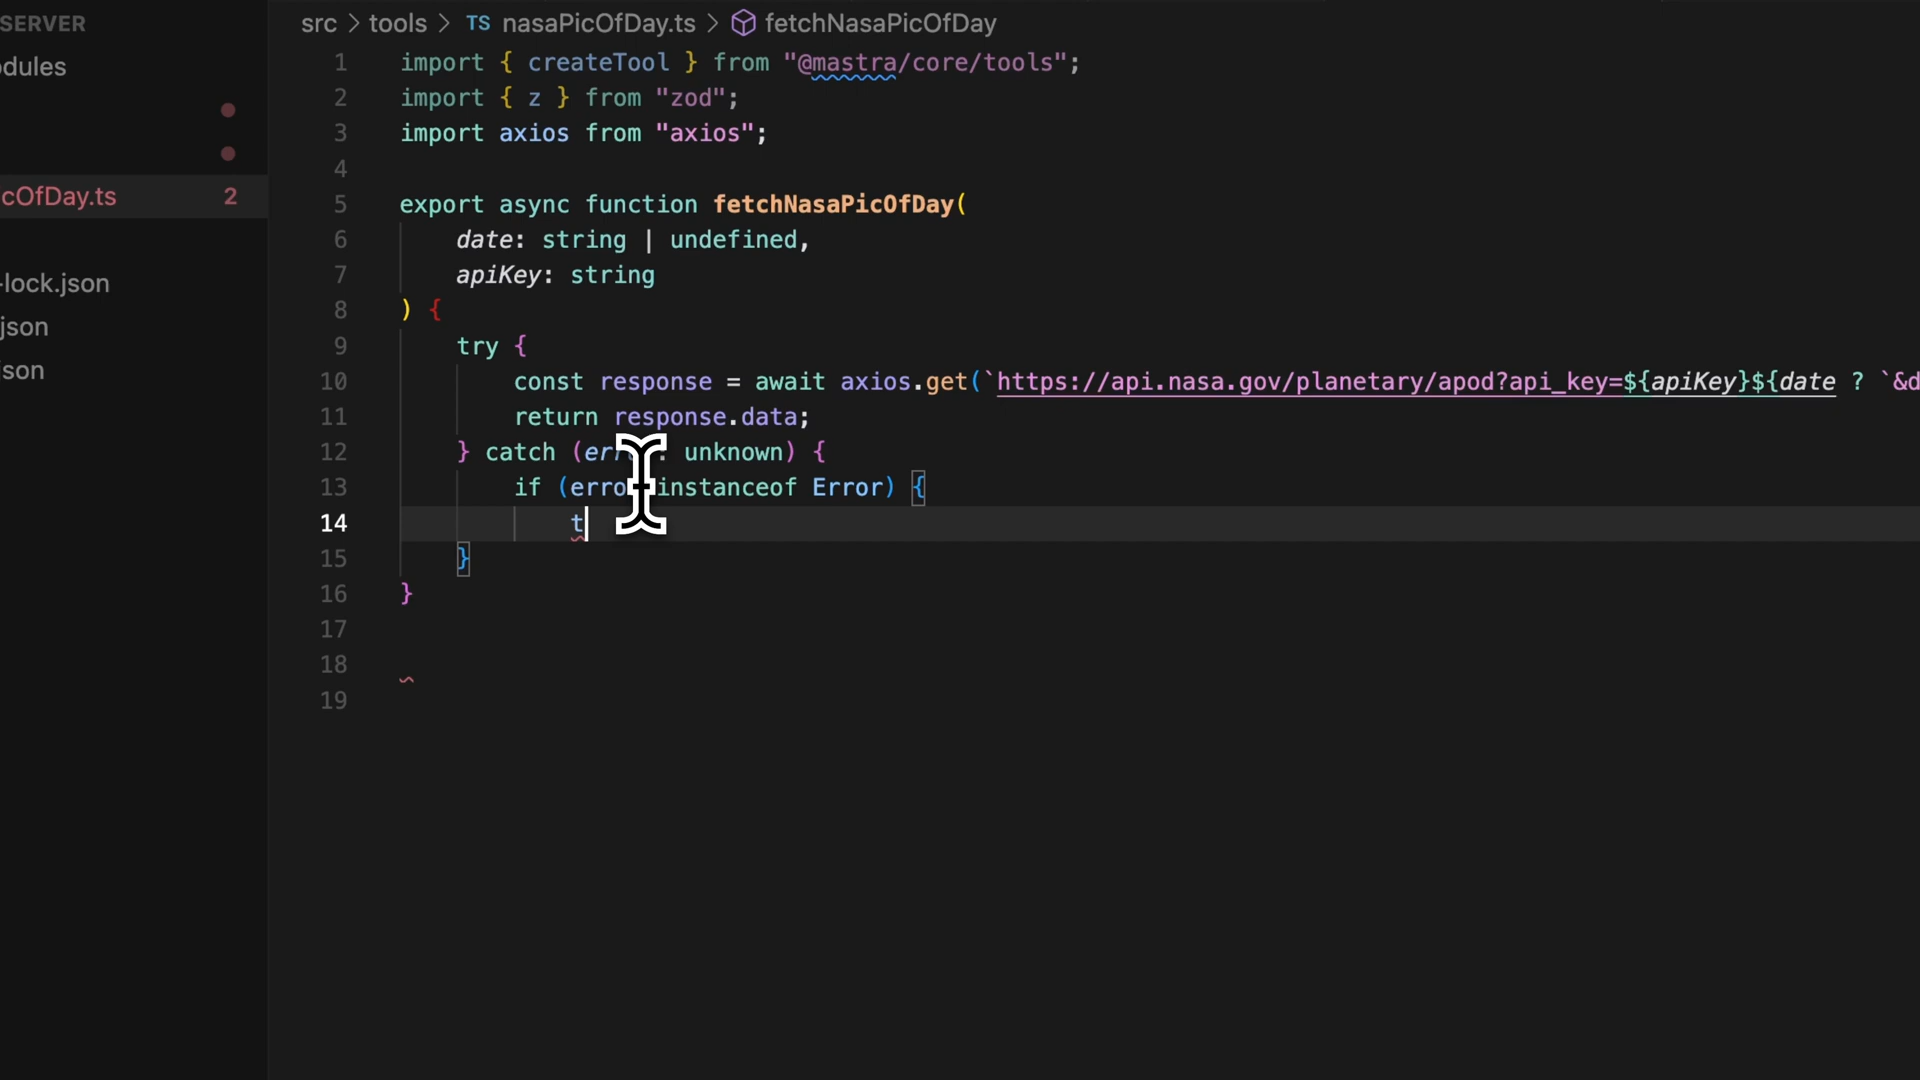 SERVER
dules
cOfDay.ts 2
-lock.json
json
son
src > tools > TS nasaPicOfDay.ts > fetchNasaPicOfDay
1 import { createTool } from "@mastra/core/tools";
2 import { z } from "zod";
3 import axios from "axios";
4
5 export async function fetchNasaPicOfDay(
6 date: string | undefined,
7 apiKey: string
8 ) {
9 try {
10 const response = await axios.get(`https://api.nasa.gov/planetary/apod?api_key=${apiKey}${date ? `&d
11 return response.data;
12 } catch (err : unknown) {
13 if (erro instanceof Error) {
14 t
15 }
16 }
17
18
19